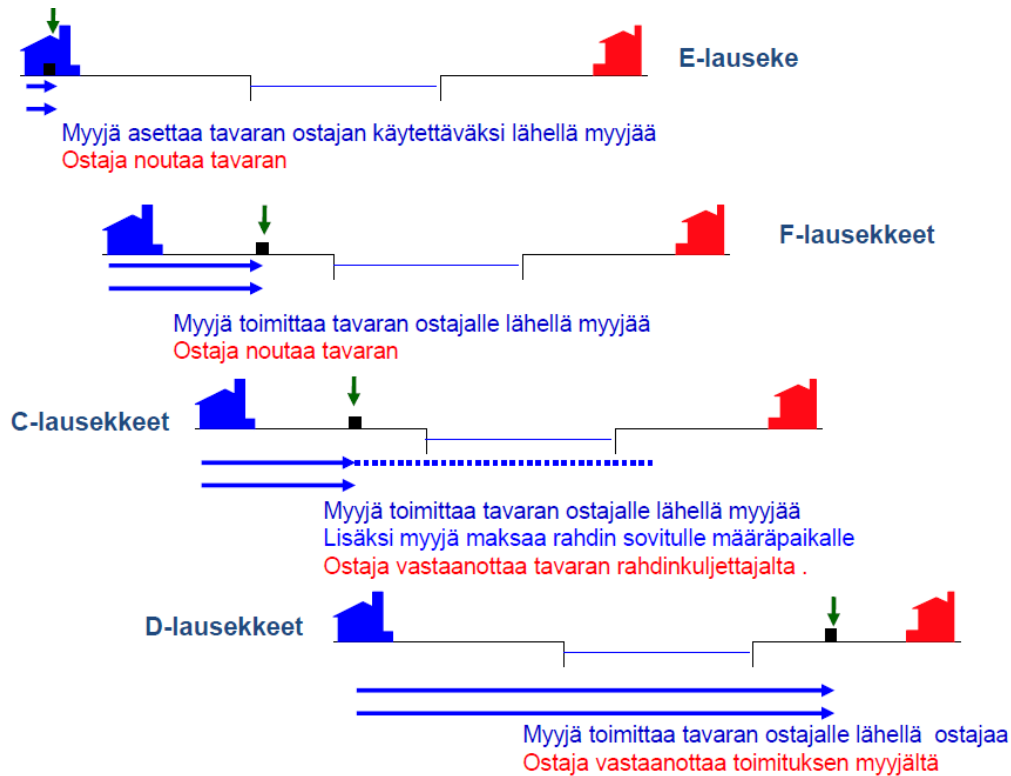 E-lauseke
Myyjä asettaa tavaran ostajan käytettäväksi lähellä myyjää
Ostaja noutaa tavaran
F-lausekkeet
Myyjä toimittaa tavaran ostajalle lähellä myyjää
Ostaja noutaa tavaran
C-lausekkeet
Myyjä toimittaa tavaran ostajalle lähellä myyjää
Lisäksi myyjä maksaa rahdin sovitulle määräpaikalle
Ostaja vastaanottaa tavaran rahdinkuljettajalta .
D-lausekkeet
Myyjä toimittaa tavaran ostajalle lähellä ostajaa
Ostaja vastaanottaa toimituksen myyjältä